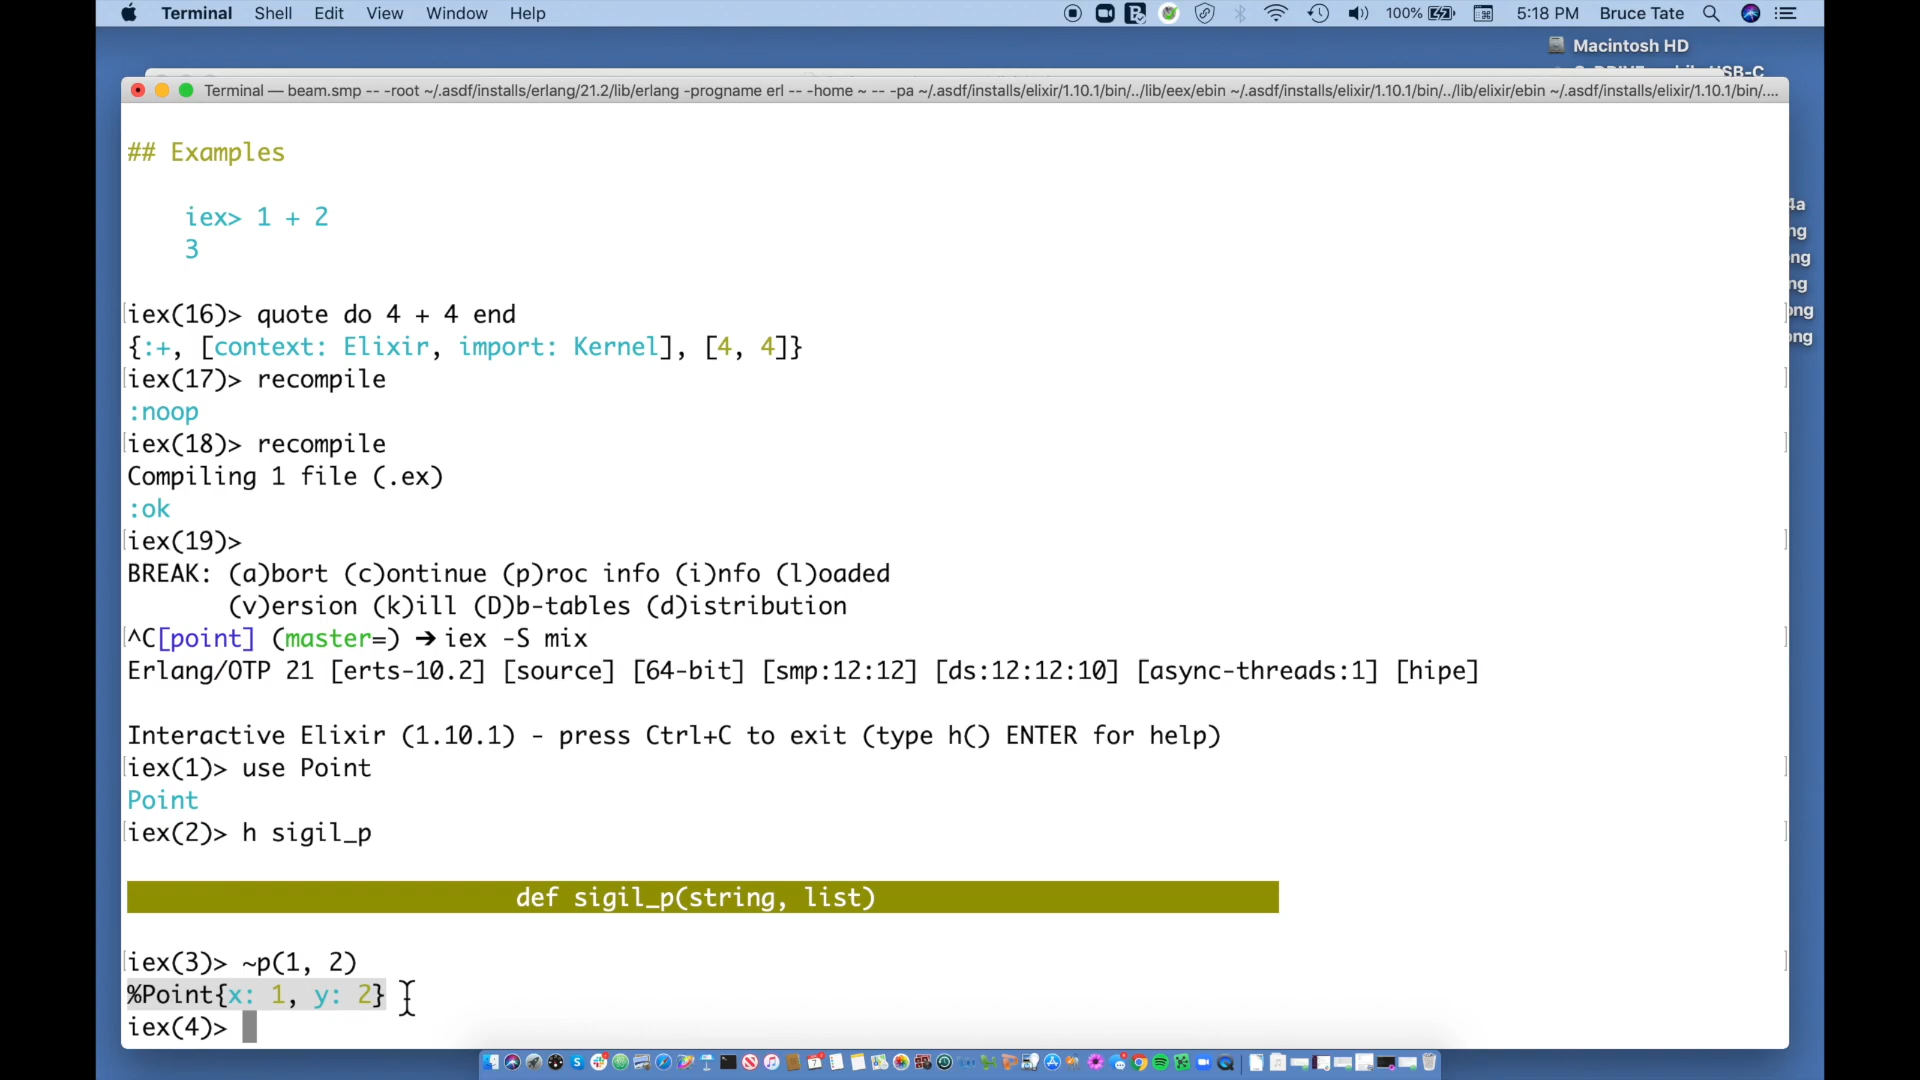 Terminal Shell Edit View Window Help 100% 5:18 PM Bruce Tate
Macintosh HD
Terminal — beam.smp -- -root ~/.asdf/installs/erlang/21.2/lib/erlang -progname erl -- -home ~ -- -pa ~/.asdf/installs/elixir/1.10.1/bin/../lib/eex/ebin ~/.asdf/installs/elixir/1.10.1/bin/../lib/elixir/ebin ~/.asdf/installs/elixir/1.10.1/bin/....
## Examples
iex> 1 + 2
3
iex(16)> quote do 4 + 4 end
{:+, [context: Elixir, import: Kernel], [4, 4]}
iex(17)> recompile
:noop
iex(18)> recompile
Compiling 1 file (.ex)
:ok
iex(19)>
BREAK: (a)bort (c)ontinue (p)roc info (i)nfo (l)oaded
(v)ersion (k)ill (D)b-tables (d)istribution
^C[point] (master=) ➔ iex -S mix
Erlang/OTP 21 [erts-10.2] [source] [64-bit] [smp:12:12] [ds:12:12:10] [async-threads:1] [hipe]
Interactive Elixir (1.10.1) - press Ctrl+C to exit (type h() ENTER for help)
iex(1)> use Point
Point
iex(2)> h sigil_p
def sigil_p(string, list)
iex(3)> ~p(1, 2)
%Point{x: 1, y: 2}
iex(4)>